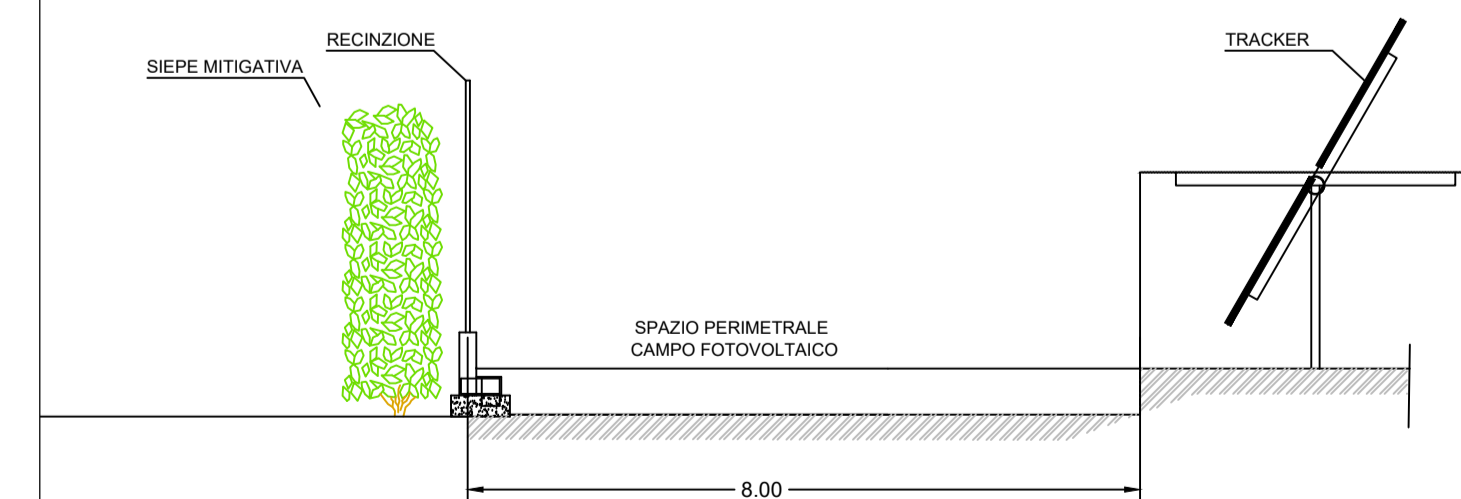 RECINZIONE
TRACKER
SIEPE MITIGATIVA
SPAZIO PERIMETRALE
CAMPO FOTOVOLTAICO
8.00